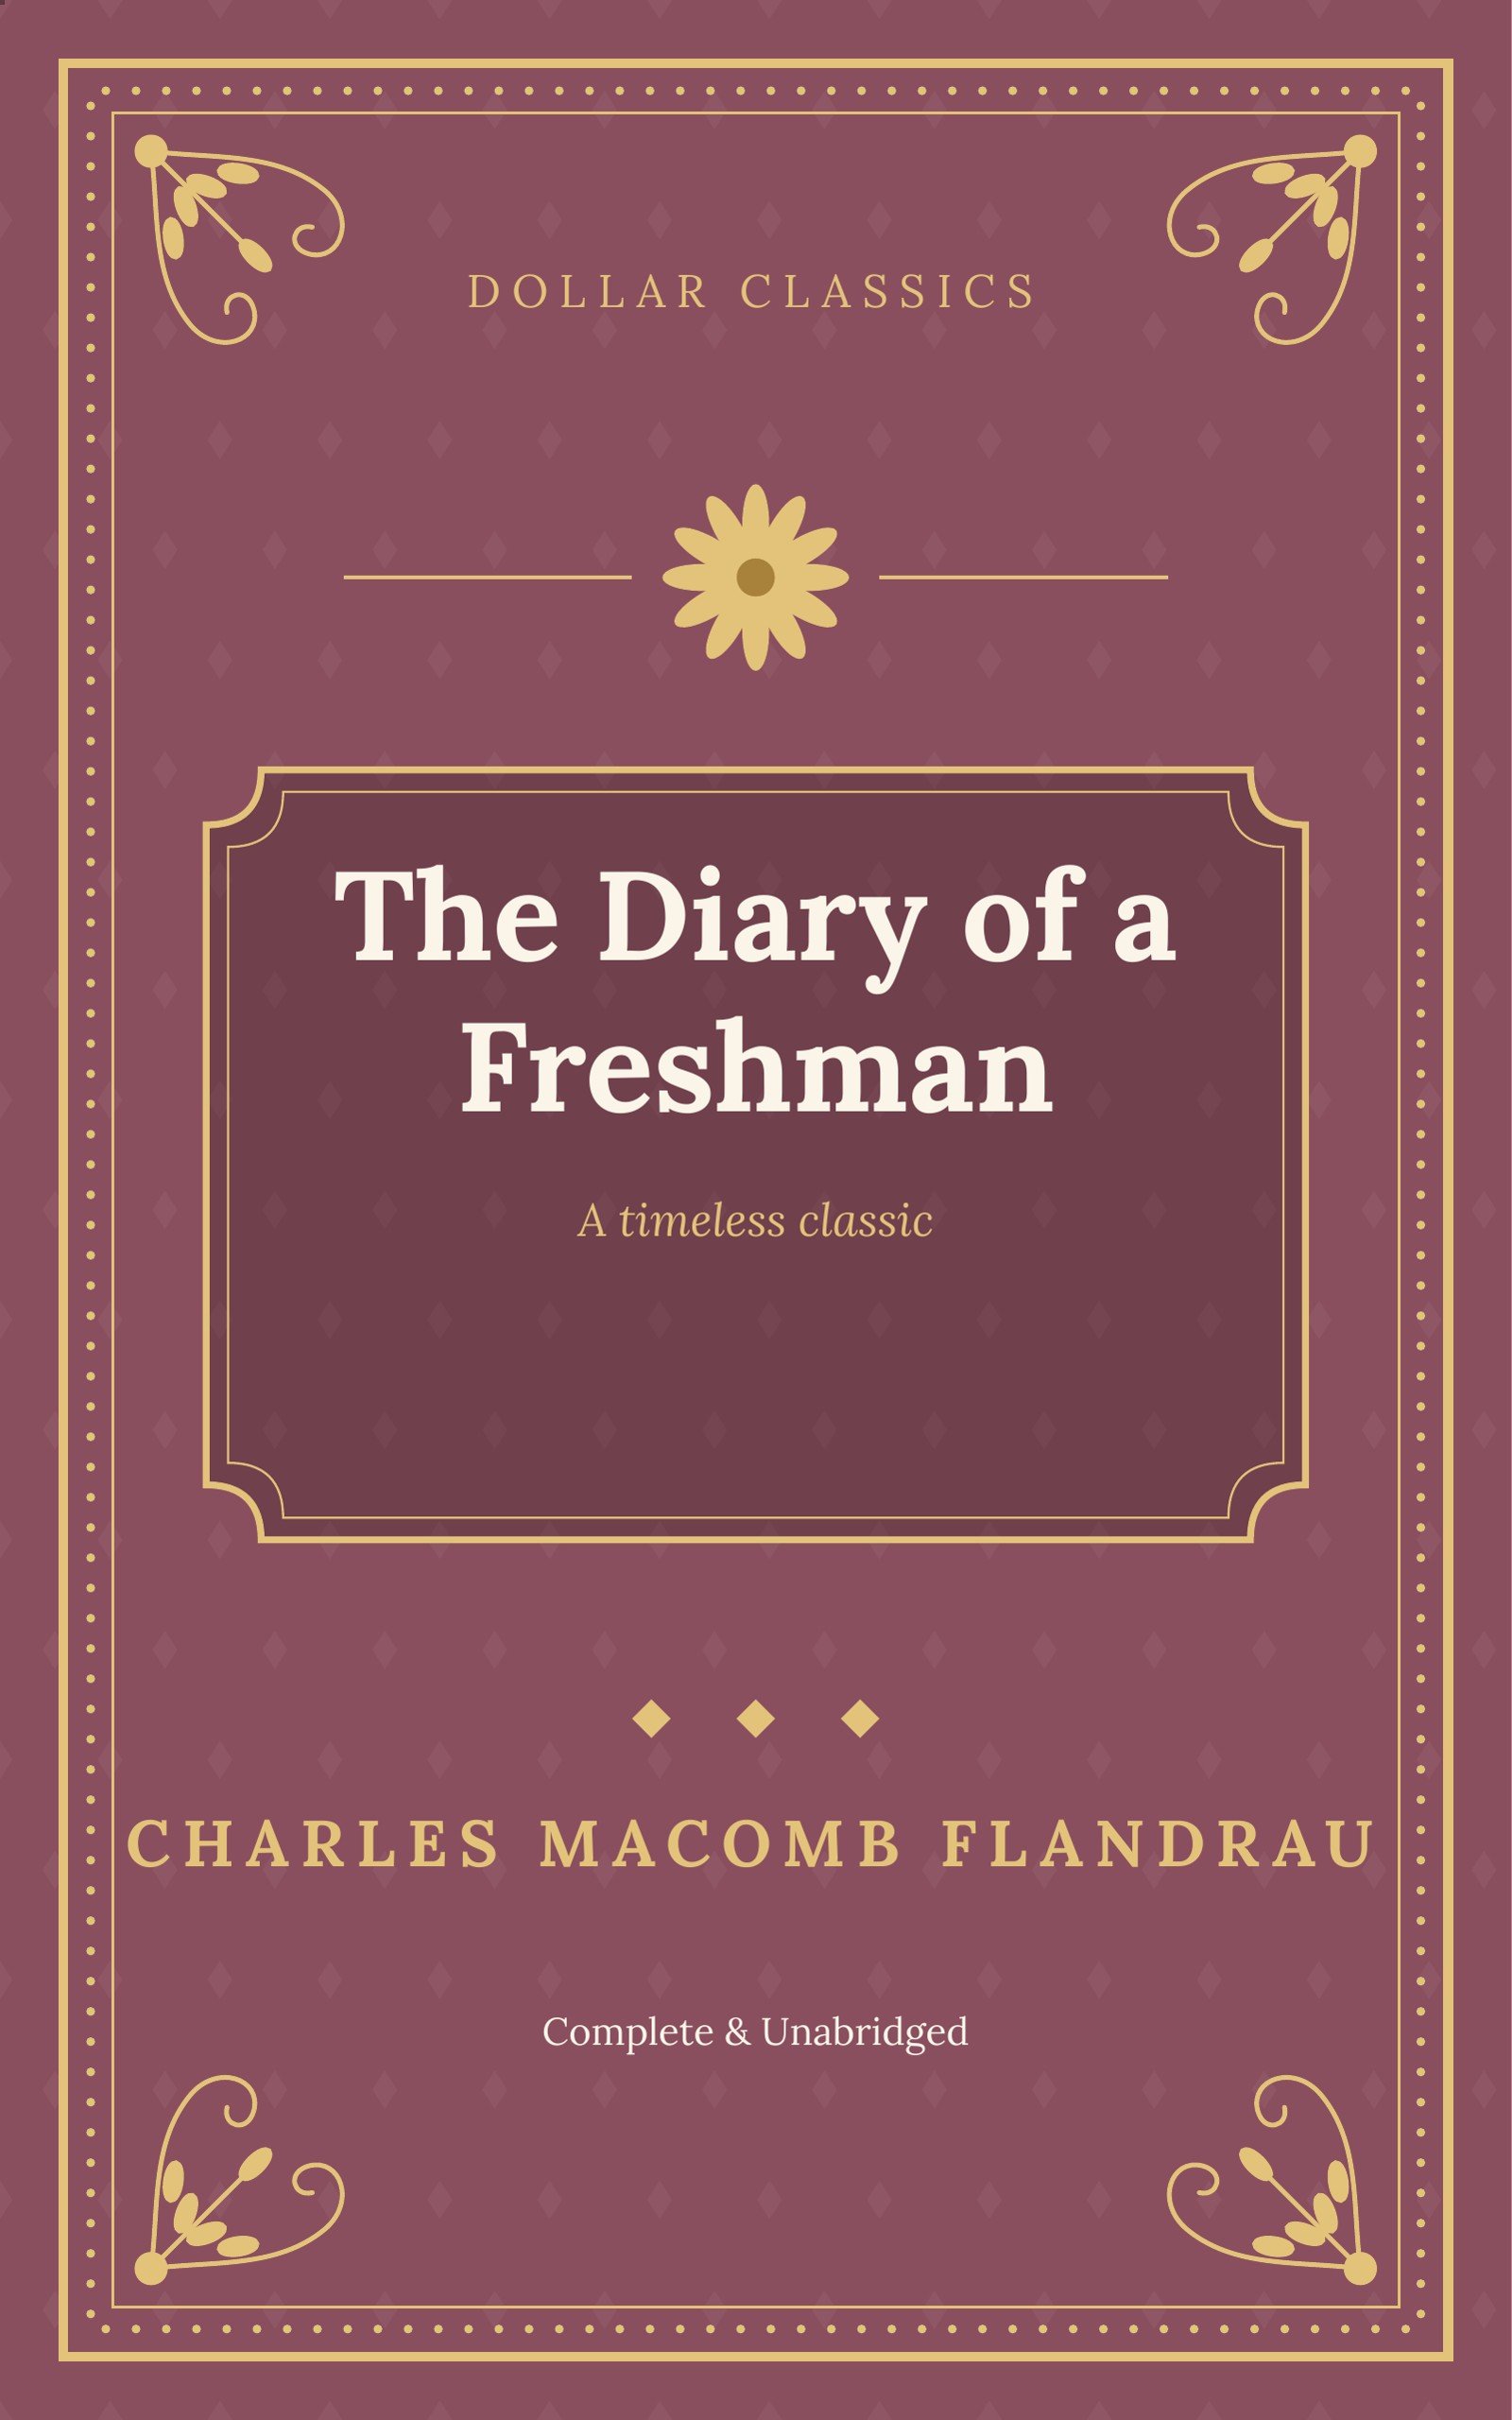 DOLLAR CLASSICS
The Diary of a
Freshman
A timeless classic
CHARLES MACOMB FLANDRAU
Complete & Unabridged